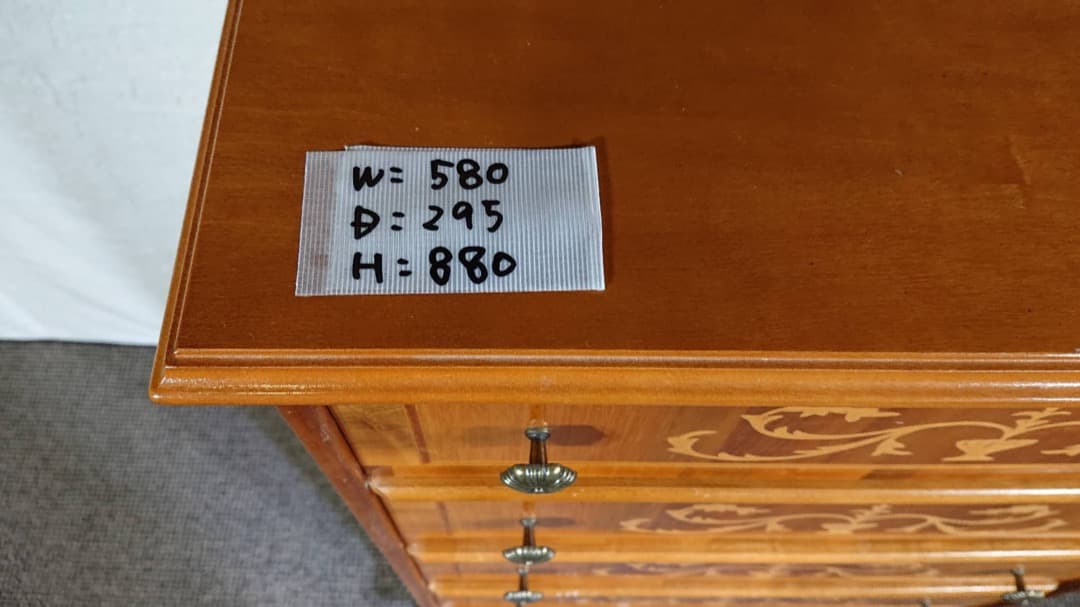 W= 580
D= 295
H= 880